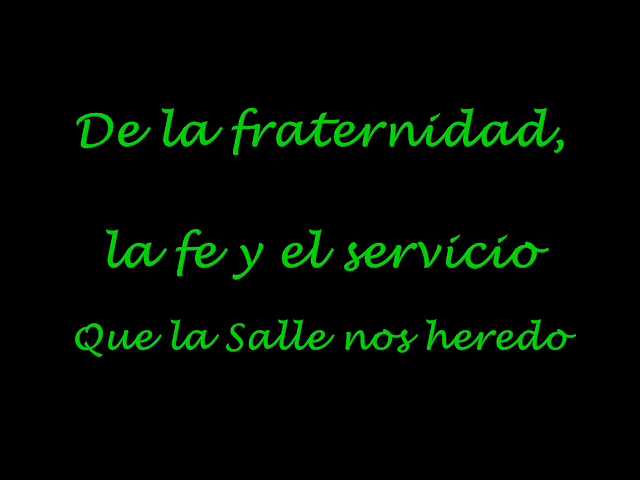 De la fraternidad,
la fe y el servicio
Que la Salle nos heredo